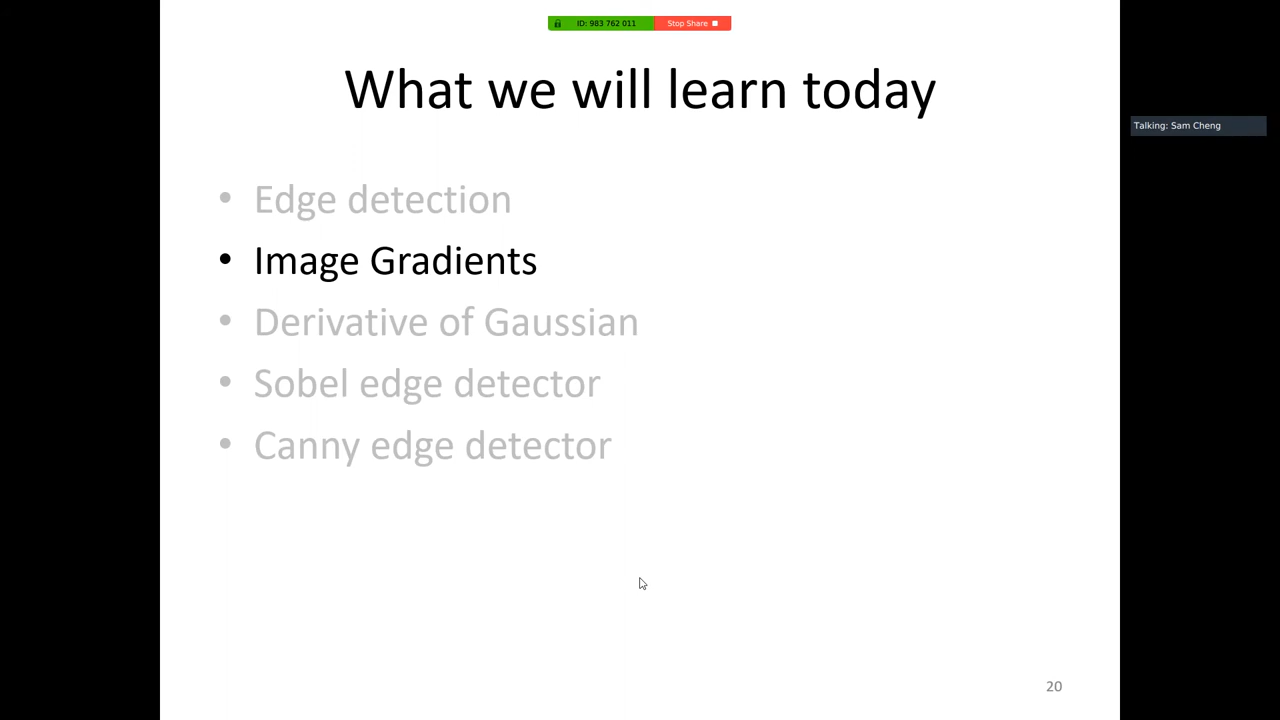 ID: 983 762 011 Stop Share
What we will learn today
Talking: Sam Cheng
• Edge detection
• Image Gradients
• Derivative of Gaussian
• Sobel edge detector
• Canny edge detector
20